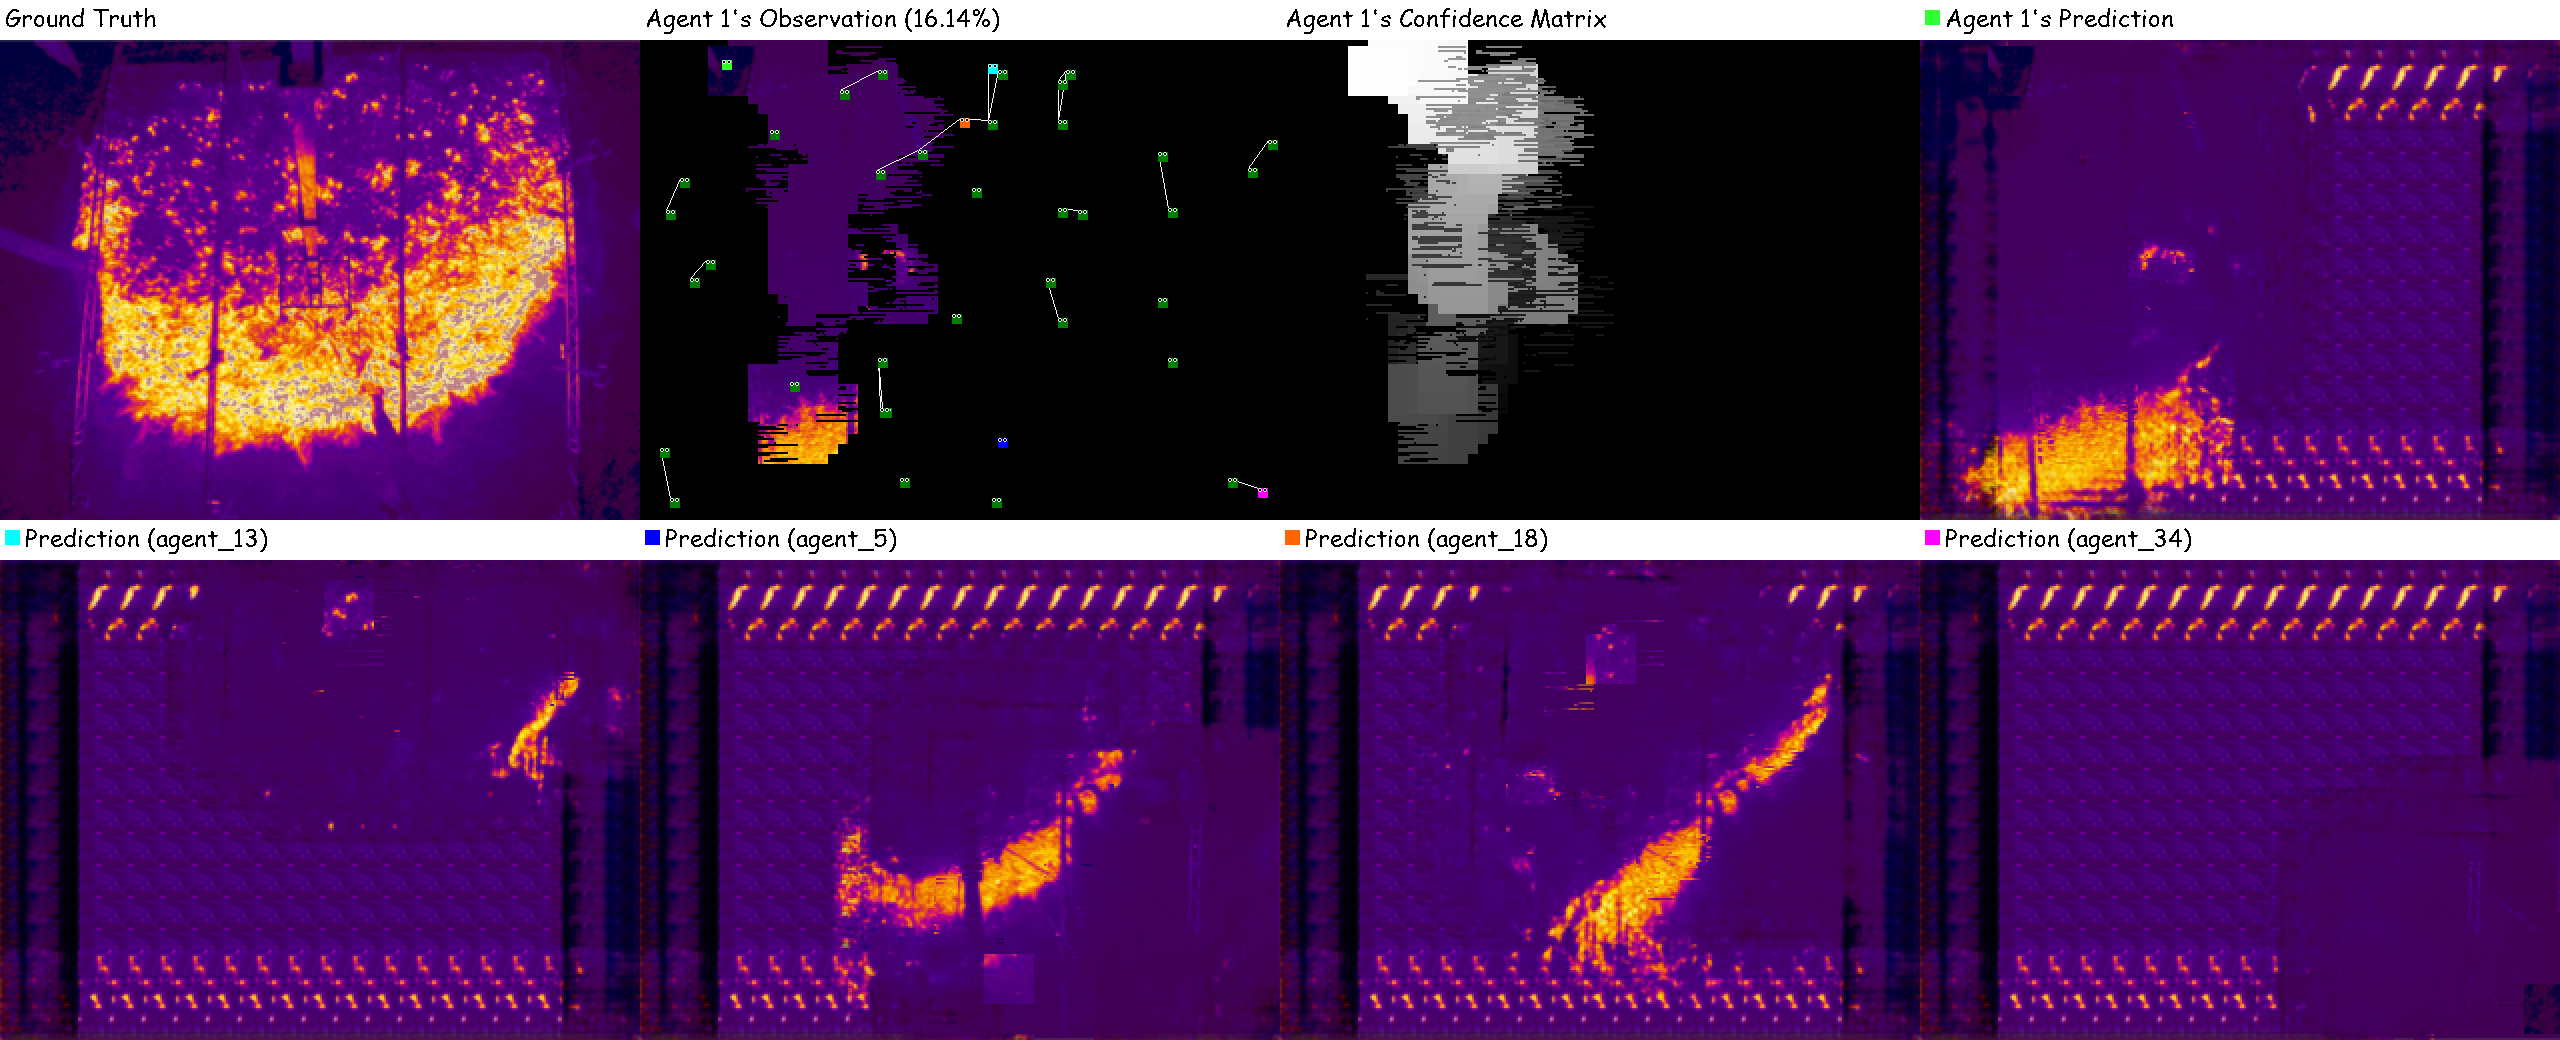 Ground Truth
Agent 1's Observation (16.14%)
Agent 1's Confidence Matrix
Agent 1's Prediction
Prediction (agent_13)
Prediction (agent_5)
Prediction (agent_18)
Prediction (agent_34)